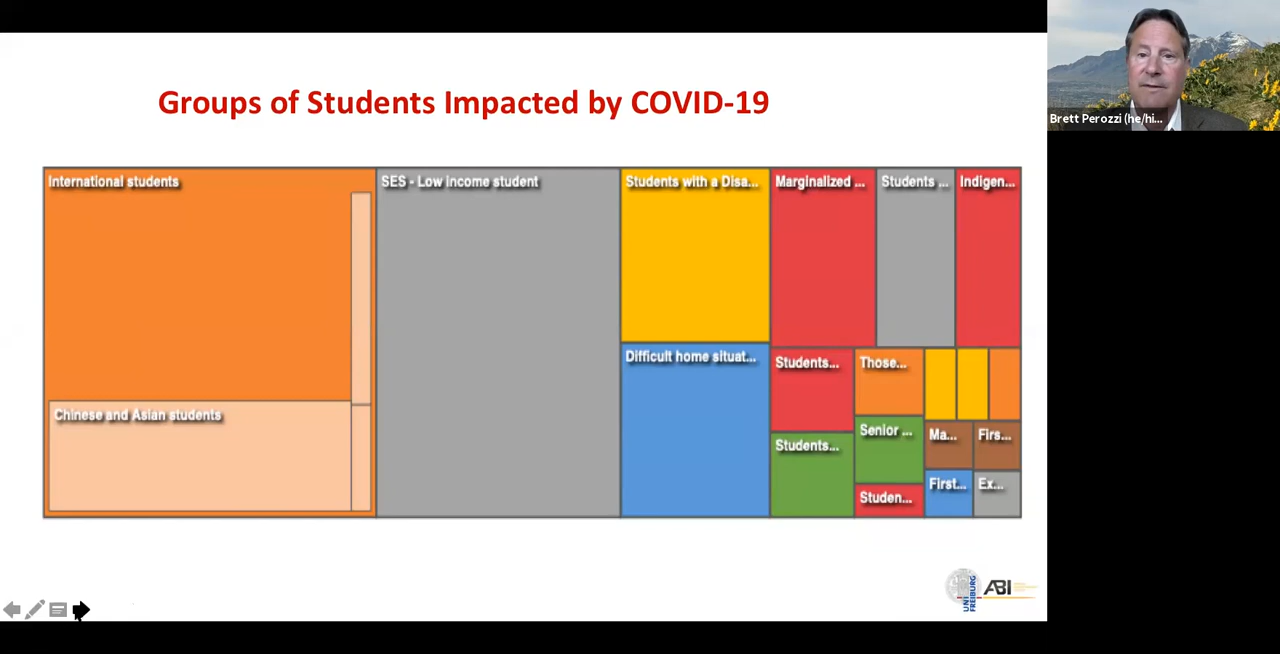 Groups of Students Impacted by COVID-19
Brett Perozzi (he/hi...
International students
SES - Low income student
Students with a Disa...
Marginalized ...
Students ...
Indigen...
Difficult home situat...
Students...
Those...
Chinese and Asian students
Senior ...
Ma...
Firs...
Students...
First...
Ex...
Studen...
UNI
FREIBURG
ABI